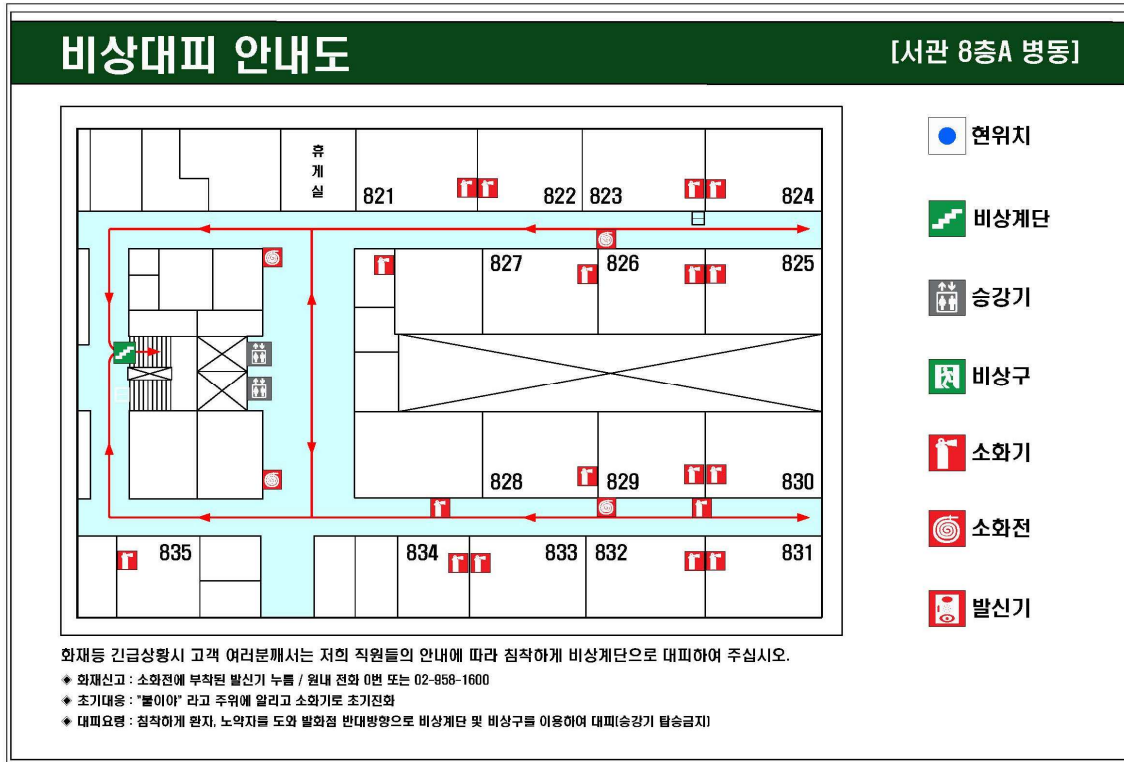 비상대피 안내도
[서관 8층A 병동]
휴게실
821
822
823
824
827
826
825
828
829
830
835
834
833
832
831
현위치
비상계단
승강기
비상구
소화기
소화전
발신기
화재등 긴급상황시 고객 여러분께서는 저희 직원들의 안내에 따라 침착하게 비상계단으로 대피하여 주십시오.
◈ 화재신고 : 소화전에 부착된 발신기 누름 / 원내 전화 0번 또는 02-958-1600
◈ 초기대응 : "불이야" 라고 주위에 알리고 소화기로 초기진화
◈ 대피요령 : 침착하게 환자, 노약자를 도와 발화점 반대방향으로 비상계단 및 비상구를 이용하여 대피(승강기 탑승금지)